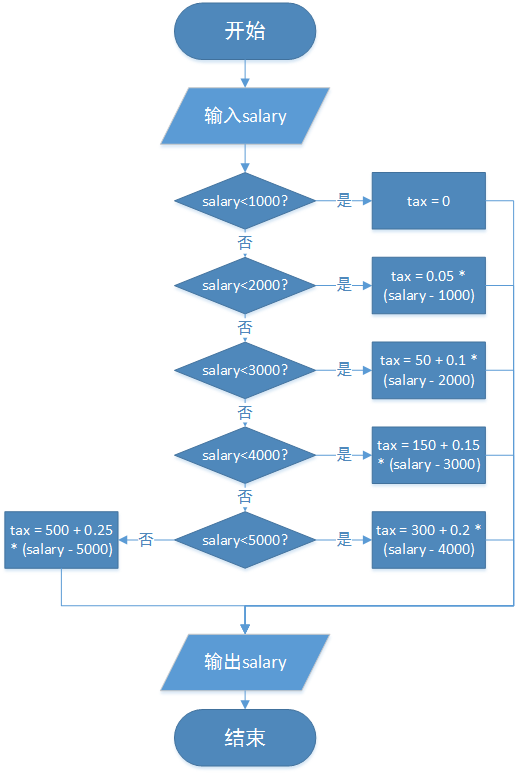 开始
输入salary
salary<1000?
是
tax = 0
否
salary<2000?
是
tax = 0.05 *
(salary - 1000)
否
salary<3000?
是
tax = 50 + 0.1 *
(salary - 2000)
否
salary<4000?
是
tax = 150 + 0.15
* (salary - 3000)
否
tax = 500 + 0.25
* (salary - 5000)
否
salary<5000?
是
tax = 300 + 0.2 *
(salary - 4000)
输出salary
结束